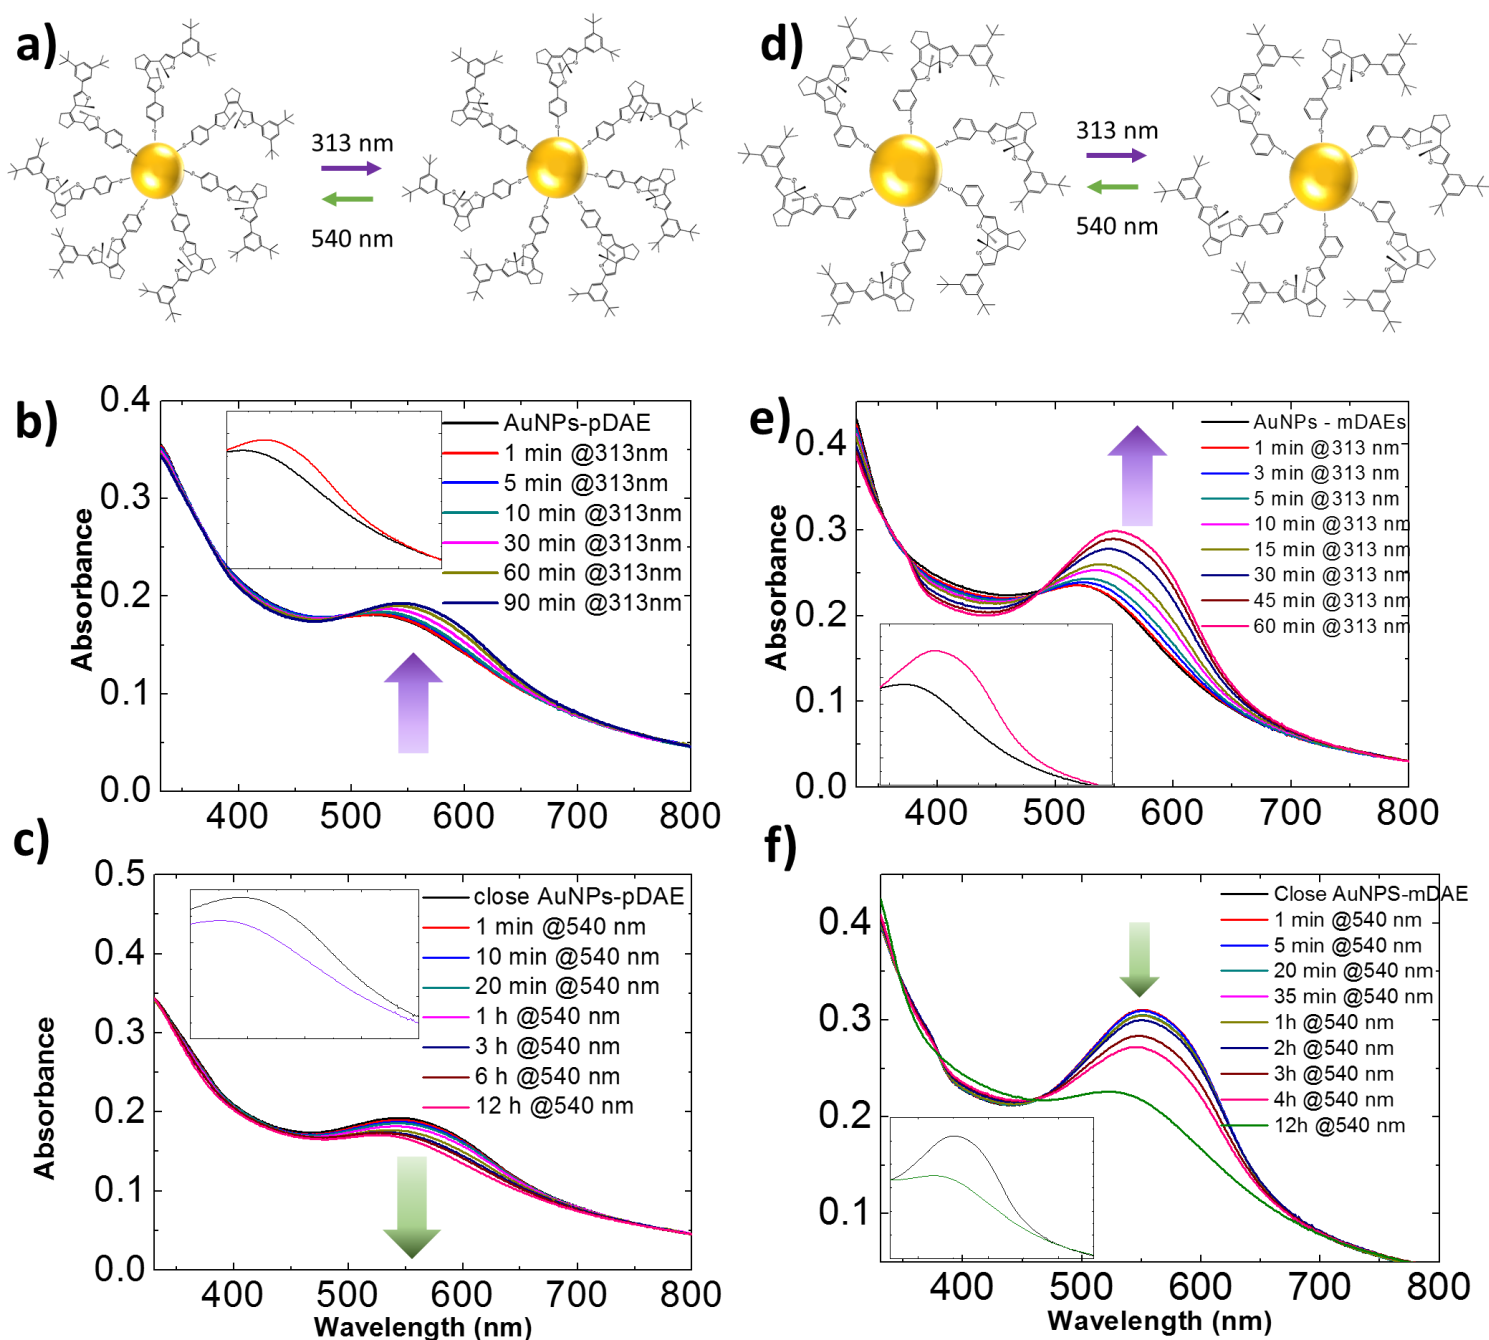 a)
313 nm
540 nm
d)
313 nm
540 nm
b)
Absorbance
0.4
0.3
0.2
0.1
0.0
400 500 600 700 800
AuNPs-pDAE
1 min @313nm
5 min @313nm
10 min @313nm
30 min @313nm
60 min @313nm
90 min @313nm
e)
Absorbance
0.4
0.3
0.2
0.1
0.0
400 500 600 700 800
AuNPs - mDAEs
1 min @313 nm
3 min @313 nm
5 min @313 nm
10 min @313 nm
15 min @313 nm
30 min @313 nm
45 min @313 nm
60 min @313 nm
c)
Absorbance
0.5
0.4
0.3
0.2
0.1
0.0
400 500 600 700 800
Wavelength (nm)
close AuNPs-pDAE
1 min @540 nm
10 min @540 nm
20 min @540 nm
1 h @540 nm
3 h @540 nm
6 h @540 nm
12 h @540 nm
f)
Absorbance
0.4
0.3
0.2
0.1
400 500 600 700 800
Wavelength (nm)
Close AuNPS-mDAE
1 min @540 nm
5 min @540 nm
20 min @540 nm
35 min @540 nm
1h @540 nm
2h @540 nm
3h @540 nm
4h @540 nm
12h @540 nm